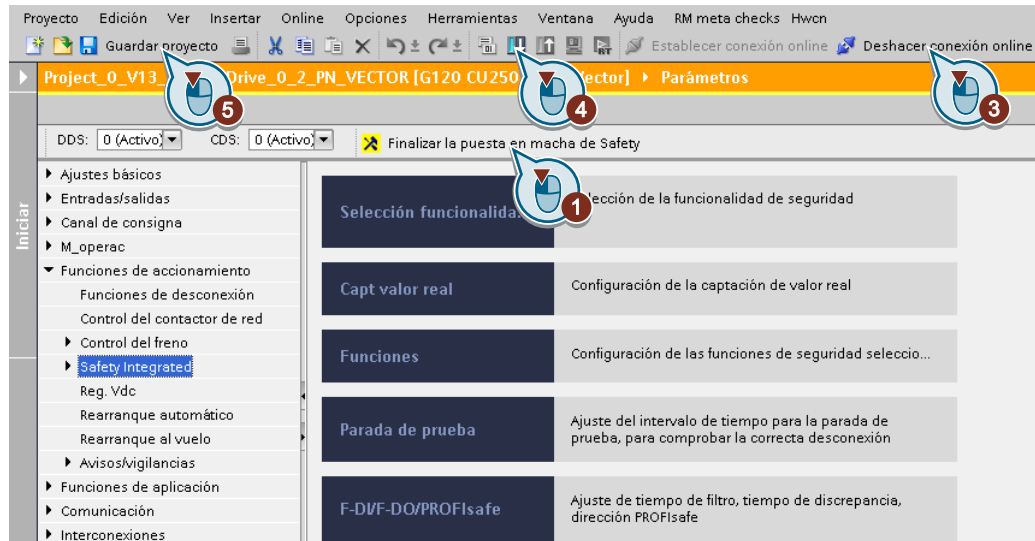 Proyecto Edición Ver Insertar Online Opciones Herramientas Ventana Ayuda RM meta checks Hwcn
Guardar proyecto Establecer conexión online Deshacer conexión online
Project_0_V13_ Drive_0_2_PN_VECTOR [G120 CU250 ector] Parámetros
5
4
3
DDS: 0 (Activo) CDS: 0 (Activo) Finalizar la puesta en macha de Safety
1
Iniciar
Ajustes básicos
Entradas/salidas
Canal de consigna
M_operac
Funciones de accionamiento
Funciones de desconexión
Control del contactor de red
Control del freno
Safety Integrated
Reg. Vdc
Rearranque automático
Rearranque al vuelo
Avisos/vigilancias
Funciones de aplicación
Comunicación
Interconexiones
Selección funcionalida... lección de la funcionalidad de seguridad
Capt valor real Configuración de la captación de valor real
Funciones Configuración de las funciones de seguridad seleccio...
Parada de prueba Ajuste del intervalo de tiempo para la parada de
prueba, para comprobar la correcta desconexión
F-DI/F-DO/PROFIsafe Ajuste de tiempo de filtro, tiempo de discrepancia,
dirección PROFIsafe